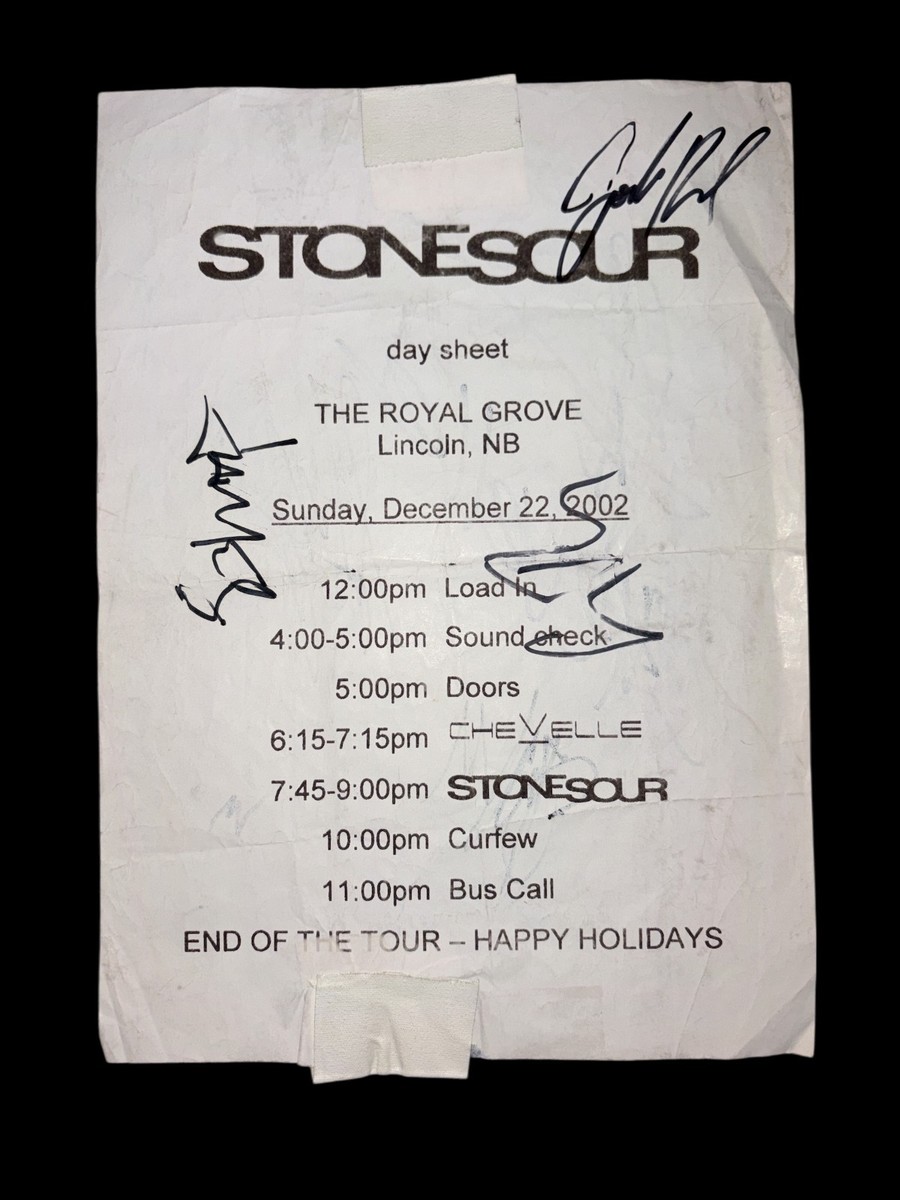 STONESOUR
day sheet
THE ROYAL GROVE
Lincoln, NB
Sunday, December 22, 2002
12:00pm Load In
4:00-5:00pm Sound check
5:00pm Doors
6:15-7:15pm CHEVELLE
7:45-9:00pm STONESOUR
10:00pm Curfew
11:00pm Bus Call
END OF THE TOUR – HAPPY HOLIDAYS